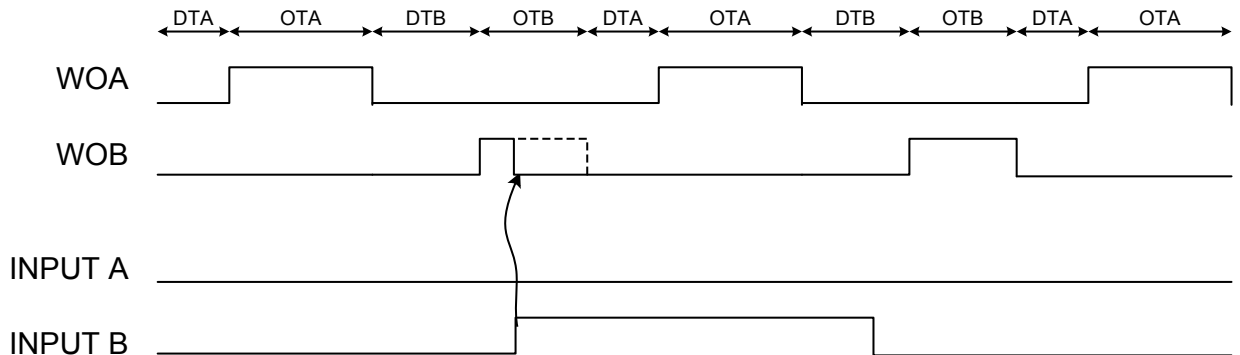 DTA OTA DTB OTB DTA OTA DTB OTB DTA OTA
WOA
WOB
INPUT A
INPUT B